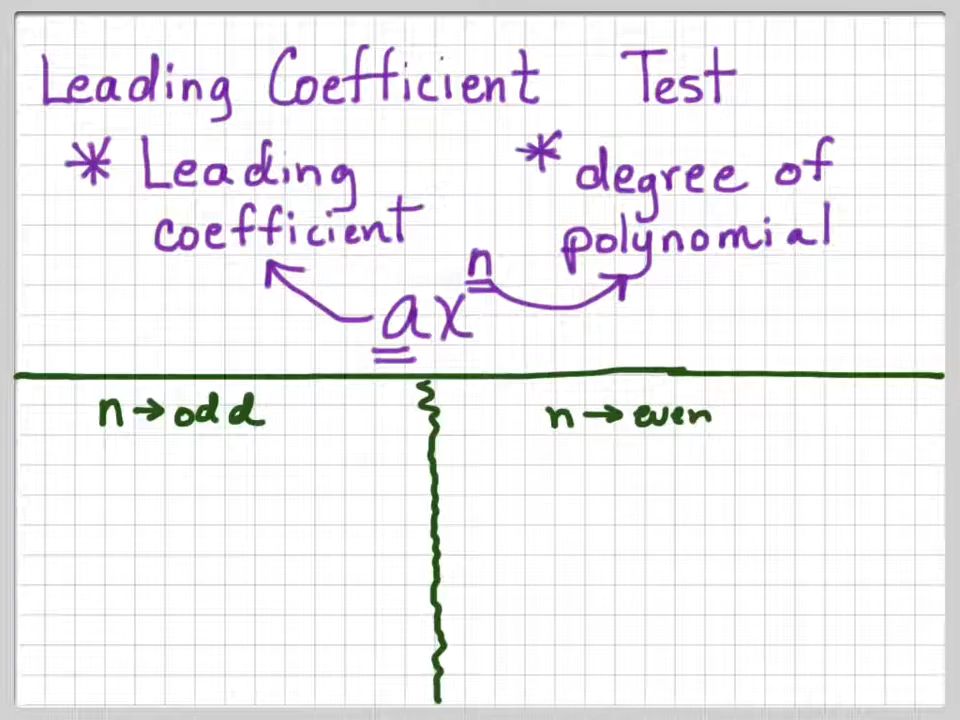 Leading Coefficient Test
* Leading coefficient
* degree of polynomial
ax^n
n → odd
n → even